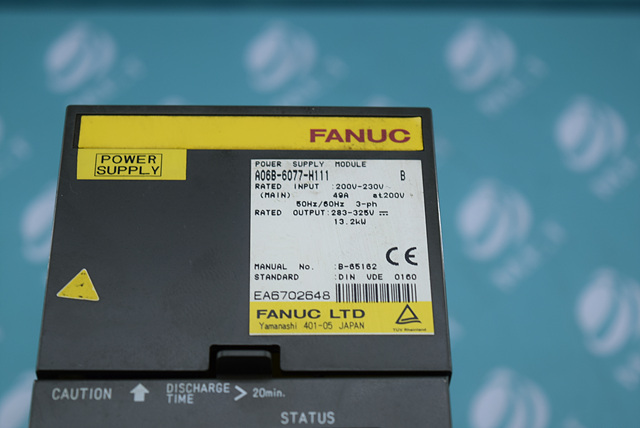 FANUC
POWER
SUPPLY
POWER SUPPLY MODULE
A06B-6077-H111 B
RATED INPUT :200V-230V
(MAIN) 49A at200V
50Hz/60Hz 3-ph
RATED OUTPUT:283-325V
13.2kW
CE
MANUAL No. :B-65162
STANDARD :DIN VDE 0160
EA6702648
FANUC LTD
Yamanashi 401-05 JAPAN
TÜV Rheinland
CAUTION DISCHARGE TIME > 20min.
STATUS